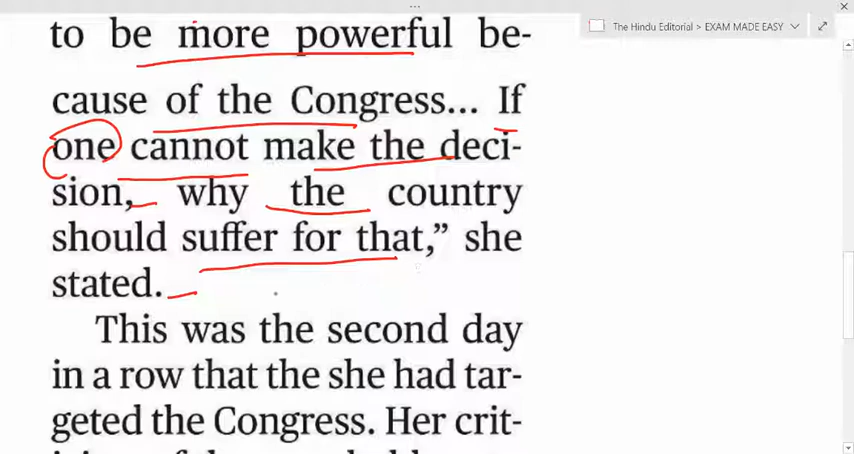 The Hindu Editorial > EXAM MADE EASY
to be more powerful be-
cause of the Congress... If
one cannot make the deci-
sion, why the country
should suffer for that,” she
stated.
This was the second day
in a row that the she had tar-
geted the Congress. Her crit-